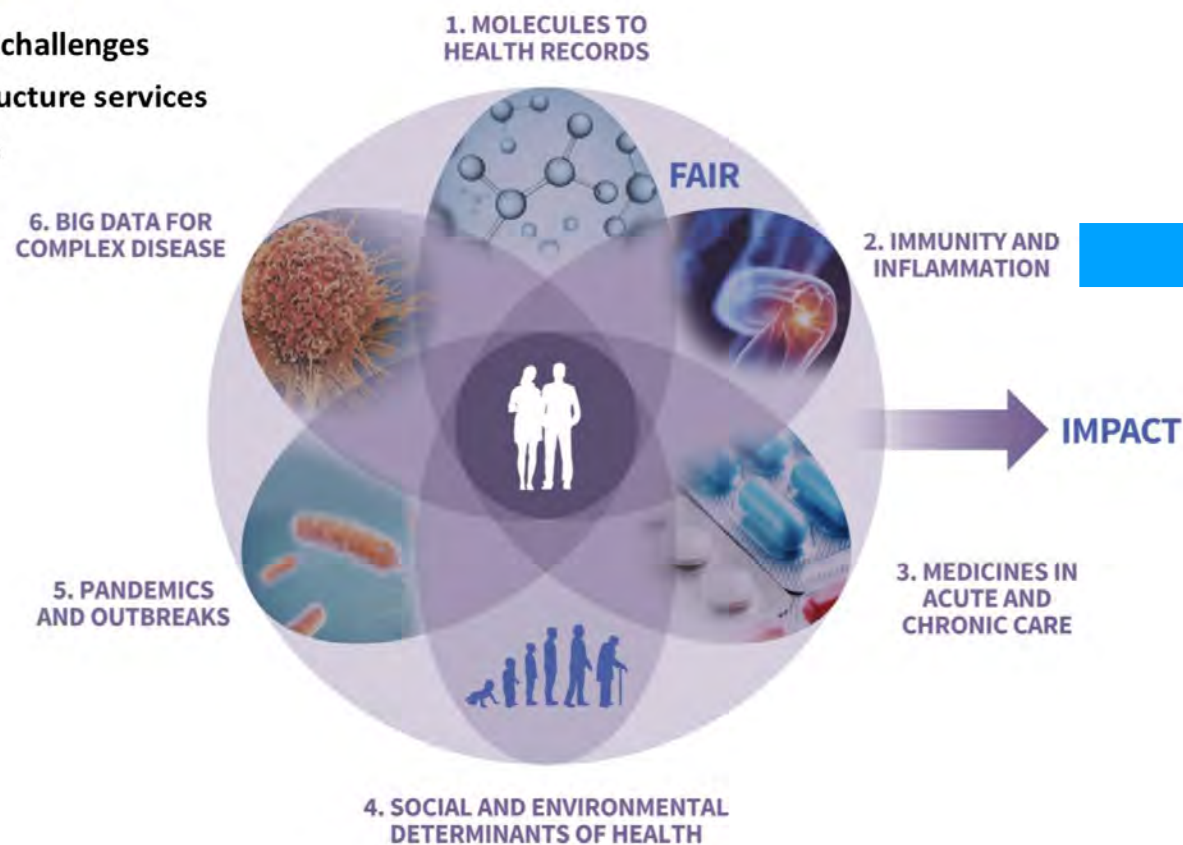 challenges
ucture services
1. MOLECULES TO
HEALTH RECORDS
FAIR
6. BIG DATA FOR
COMPLEX DISEASE
2. IMMUNITY AND
INFLAMMATION
IMPACT
5. PANDEMICS
AND OUTBREAKS
3. MEDICINES IN
ACUTE AND
CHRONIC CARE
4. SOCIAL AND ENVIRONMENTAL
DETERMINANTS OF HEALTH